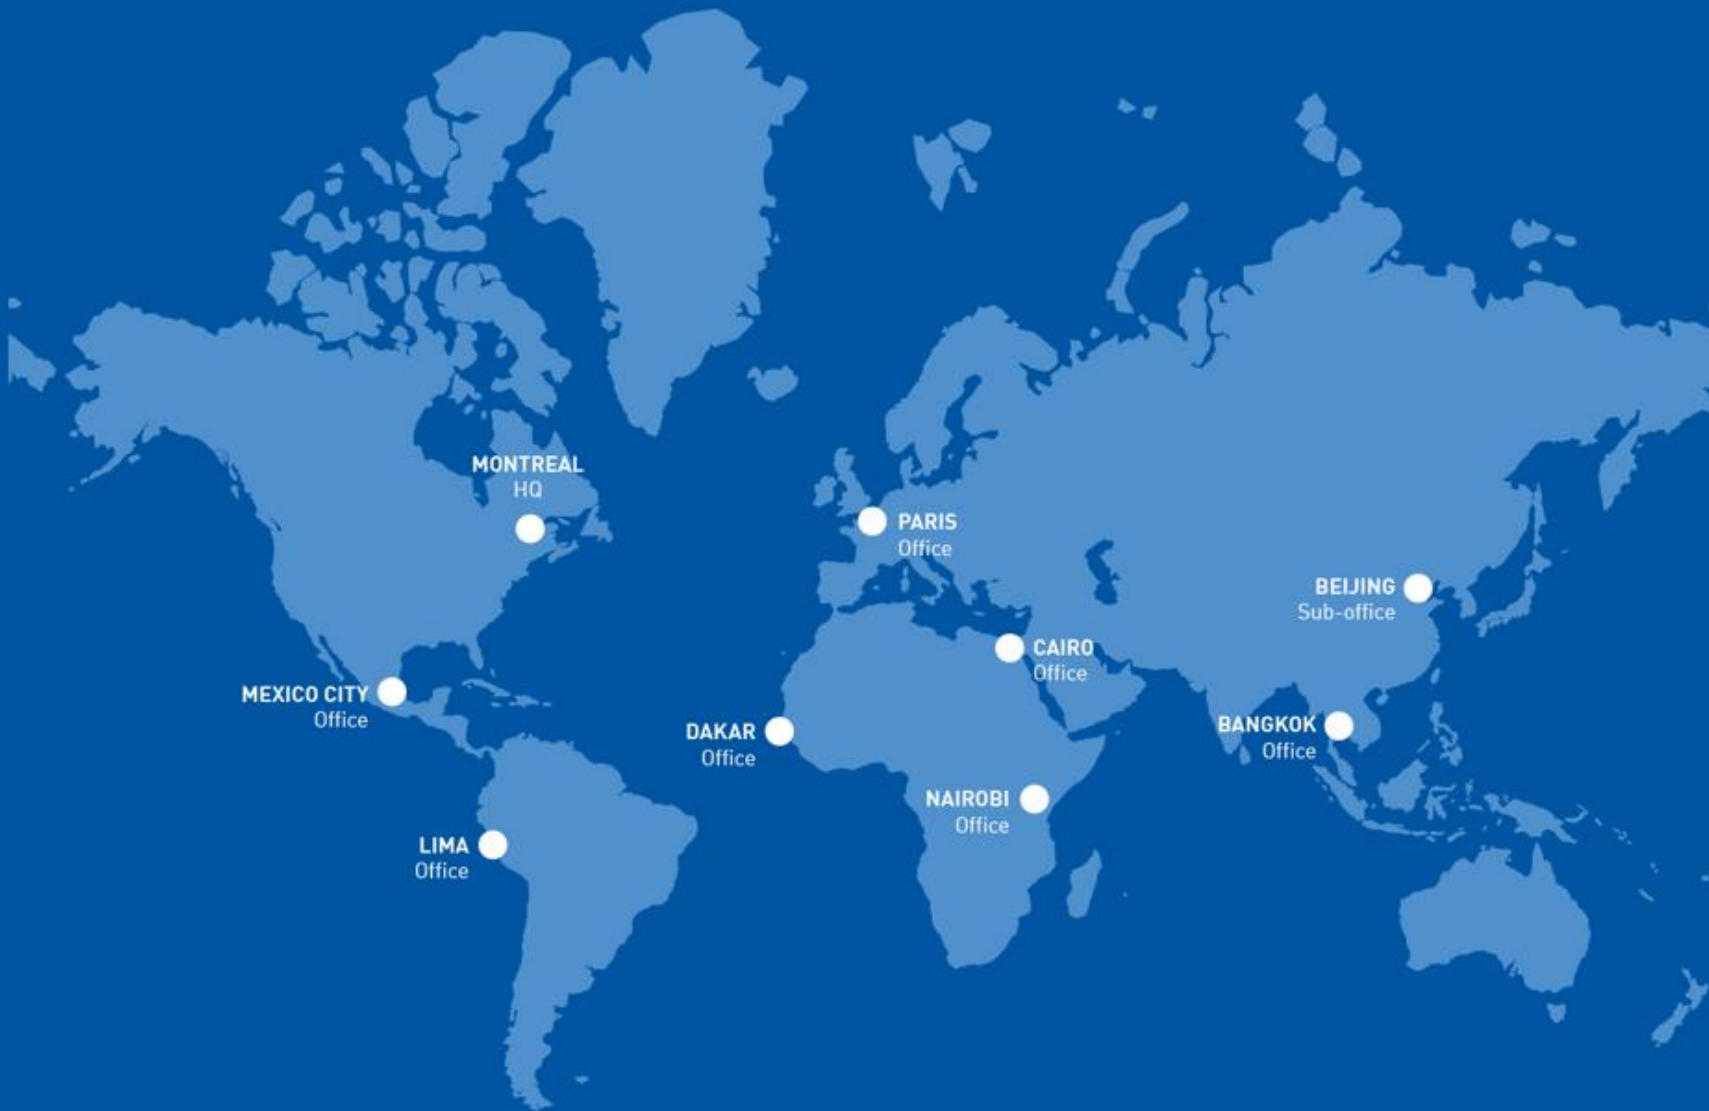 MONTREAL
HQ
PARIS
Office
BEIJING
Sub-office
CAIRO
Office
MEXICO CITY
Office
DAKAR
Office
BANGKOK
Office
NAIROBI
Office
LIMA
Office